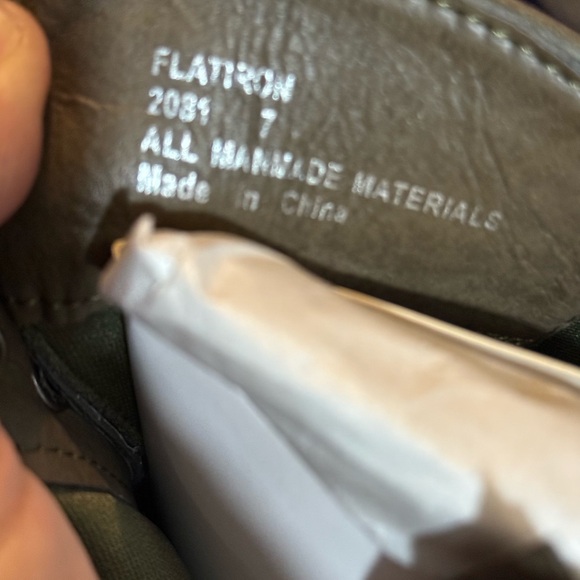 FLATIRON
2081 7
ALL MANMADE MATERIALS
Made in China